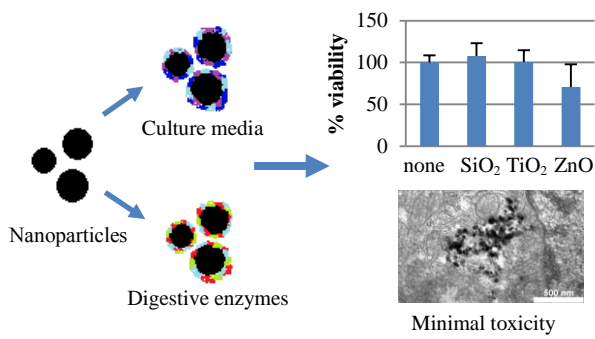 Nanoparticles
Culture media
Digestive enzymes
% viability
150
100
50
0
none SiO₂ TiO₂ ZnO
500 nm
Minimal toxicity